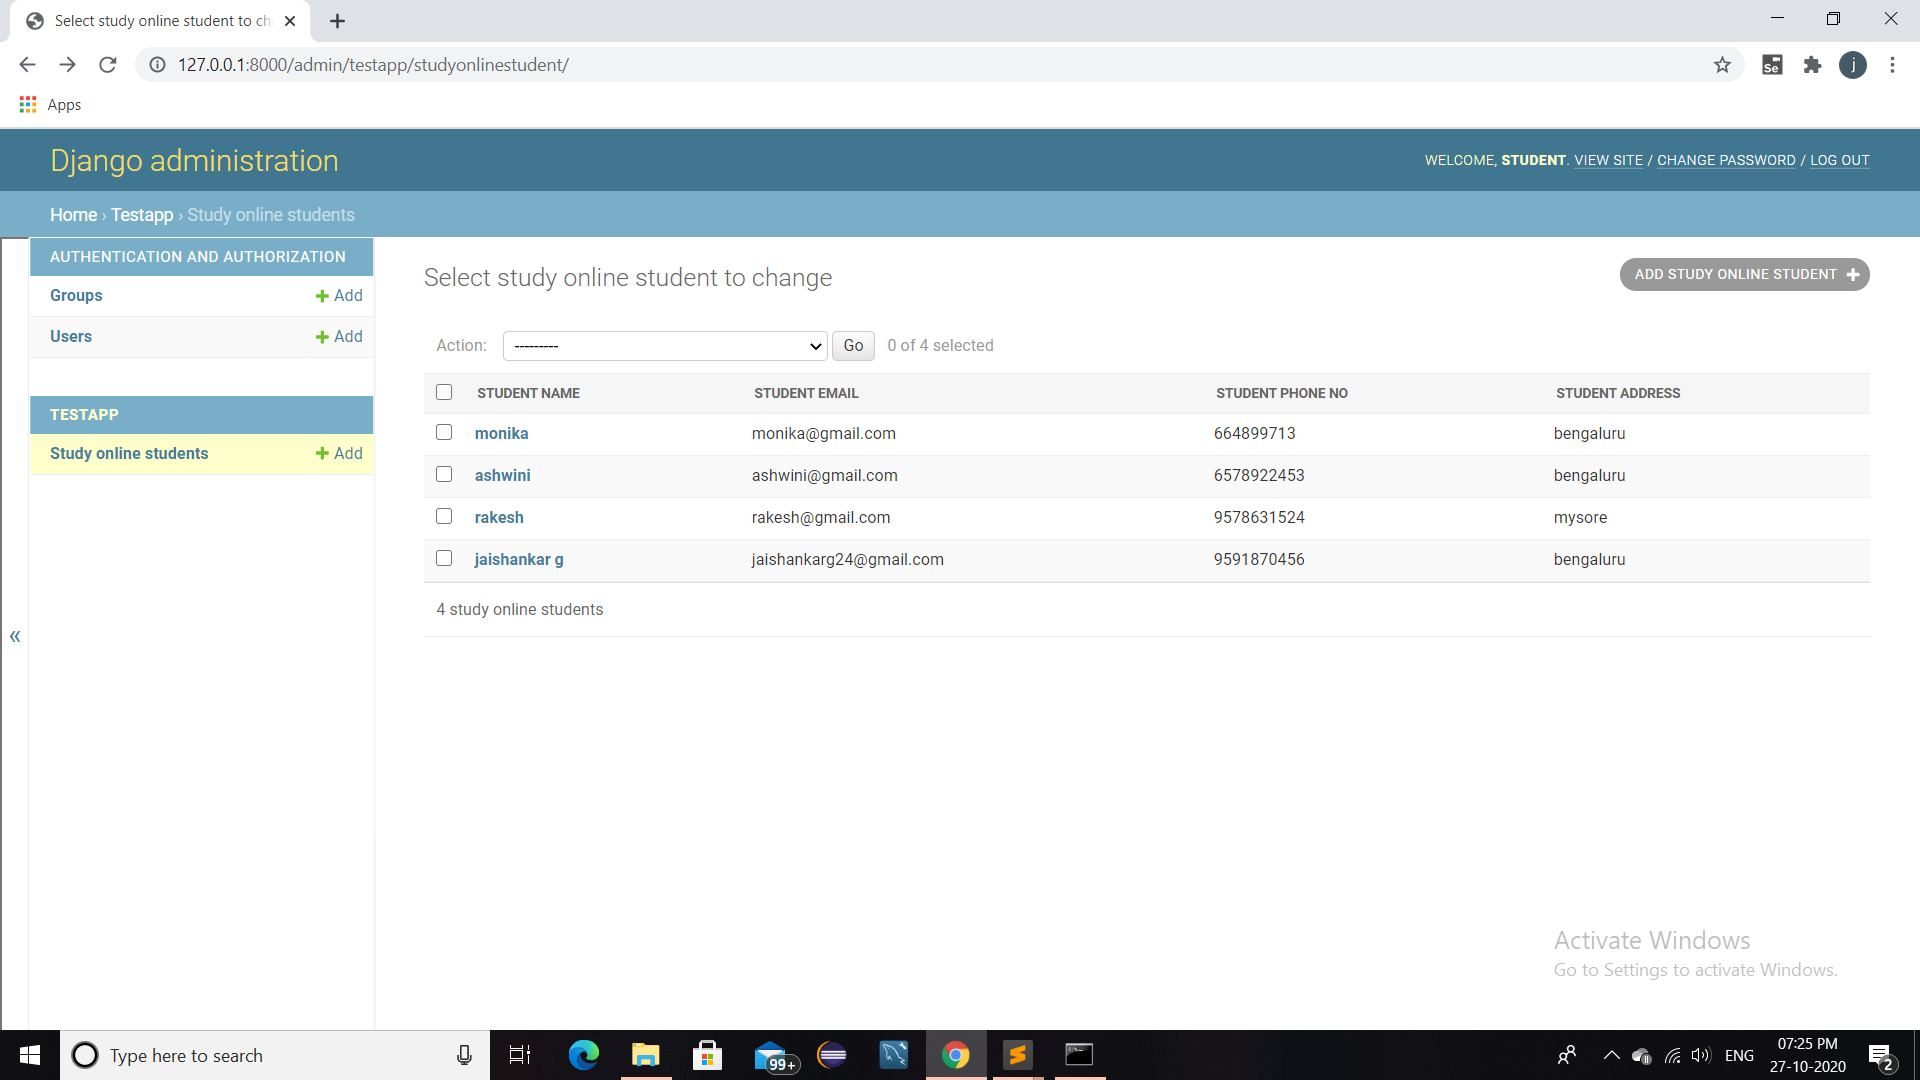 Select study online student to ch
127.0.0.1:8000/admin/testapp/studyonlinestudent/
Se
j
Apps
Django administration
WELCOME, STUDENT. VIEW SITE / CHANGE PASSWORD / LOG OUT
Home › Testapp › Study online students
AUTHENTICATION AND AUTHORIZATION
Groups + Add
Users + Add
TESTAPP
Study online students + Add
«
Select study online student to change
ADD STUDY ONLINE STUDENT +
Action: --------- Go 0 of 4 selected
STUDENT NAME STUDENT EMAIL STUDENT PHONE NO STUDENT ADDRESS
monika monika@gmail.com 664899713 bengaluru
ashwini ashwini@gmail.com 6578922453 bengaluru
rakesh rakesh@gmail.com 9578631524 mysore
jaishankar g jaishankarg24@gmail.com 9591870456 bengaluru
4 study online students
Activate Windows
Go to Settings to activate Windows.
Type here to search
99+
ENG
07:25 PM
27-10-2020
2